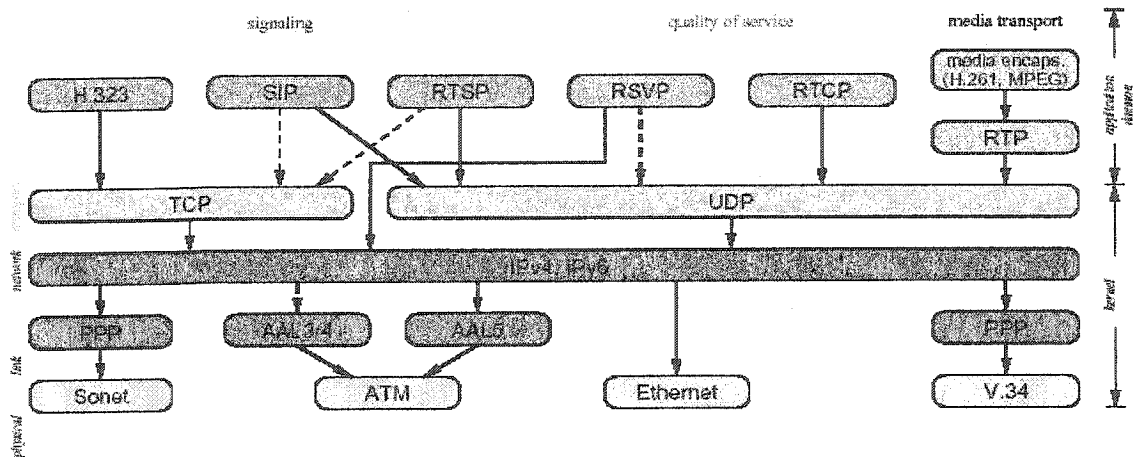 signaling
quality of service
media transport
H.323
SIP
RTSP
RSVP
RTCP
media encaps.
(H.261, MPEG)
RTP
application
daemon
TCP
UDP
network
IPv4, IPv6
kernel
PPP
AAL3/4
AAL5
PPP
link
Sonet
ATM
Ethernet
V.34
physical